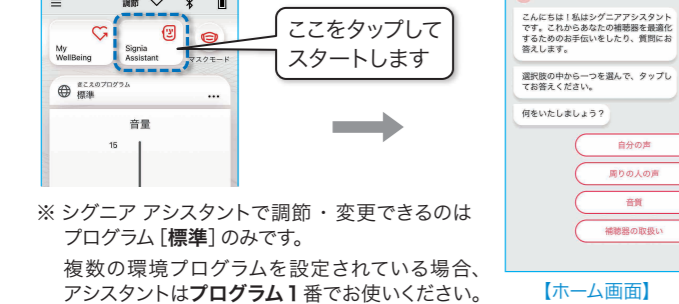 調節
My
WellBeing
Signia
Assistant
マスクモード
ここをタップして
スタートします
きこえのプログラム
標準
...
音量
15
※ シグニア アシスタントで調節・変更できるのは
プログラム［標準］のみです。
複数の環境プログラムを設定されている場合、
アシスタントはプログラム1番でお使いください。
こんにちは！私はシグニアアシスタント
です。これからあなたの補聴器を最適化
するためのお手伝いをしたり、質問にお
答えします。
選択肢の中から一つを選んで、タップし
てお答えください。
何をいたしましょう？
自分の声
周りの人の声
音質
補聴器の取扱い
【ホーム画面】